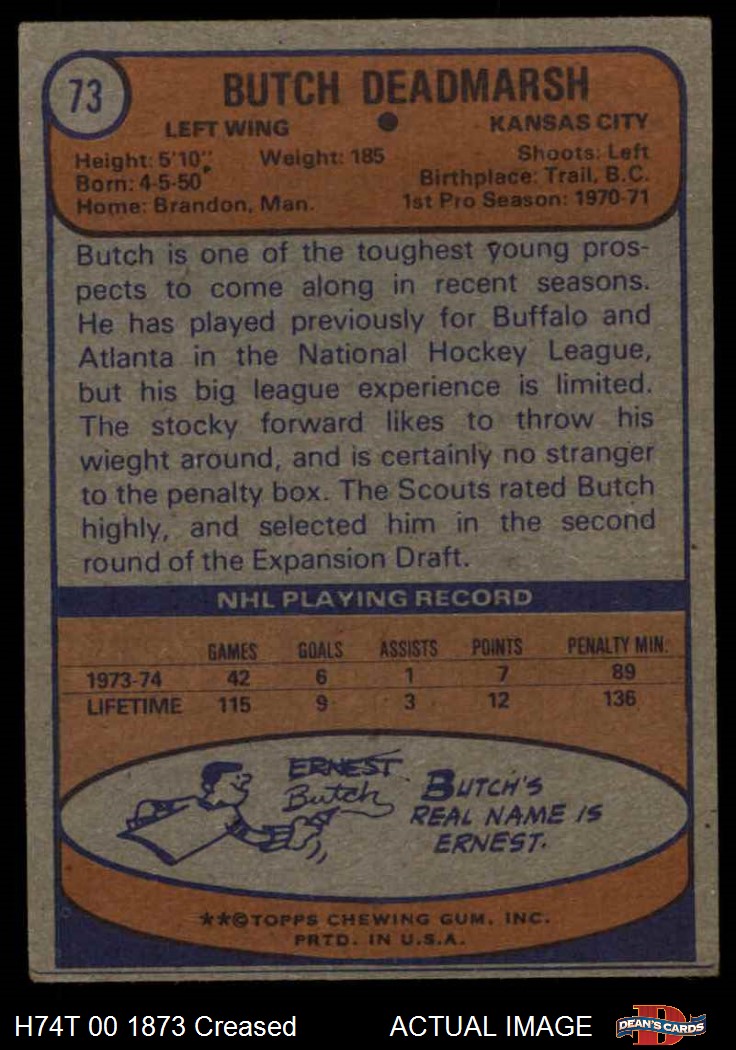 73
BUTCH DEADMARSH
LEFT WING KANSAS CITY
Height: 5'10" Weight: 185 Shoots: Left
Born: 4-5-50 Birthplace: Trail, B.C.
Home: Brandon, Man. 1st Pro Season: 1970-71
Butch is one of the toughest young pros-
pects to come along in recent seasons.
He has played previously for Buffalo and
Atlanta in the National Hockey League,
but his big league experience is limited.
The stocky forward likes to throw his
wieght around, and is certainly no stranger
to the penalty box. The Scouts rated Butch
highly, and selected him in the second
round of the Expansion Draft.
NHL PLAYING RECORD
GAMES GOALS ASSISTS POINTS PENALTY MIN.
1973-74 42 6 1 7 89
LIFETIME 115 9 3 12 136
ERNEST
Butch
BUTCH'S
REAL NAME IS
ERNEST.
**©TOPPS CHEWING GUM, INC.
PRTD. IN U.S.A.
H74T 00 1873 Creased ACTUAL IMAGE D DEAN'S CARDS